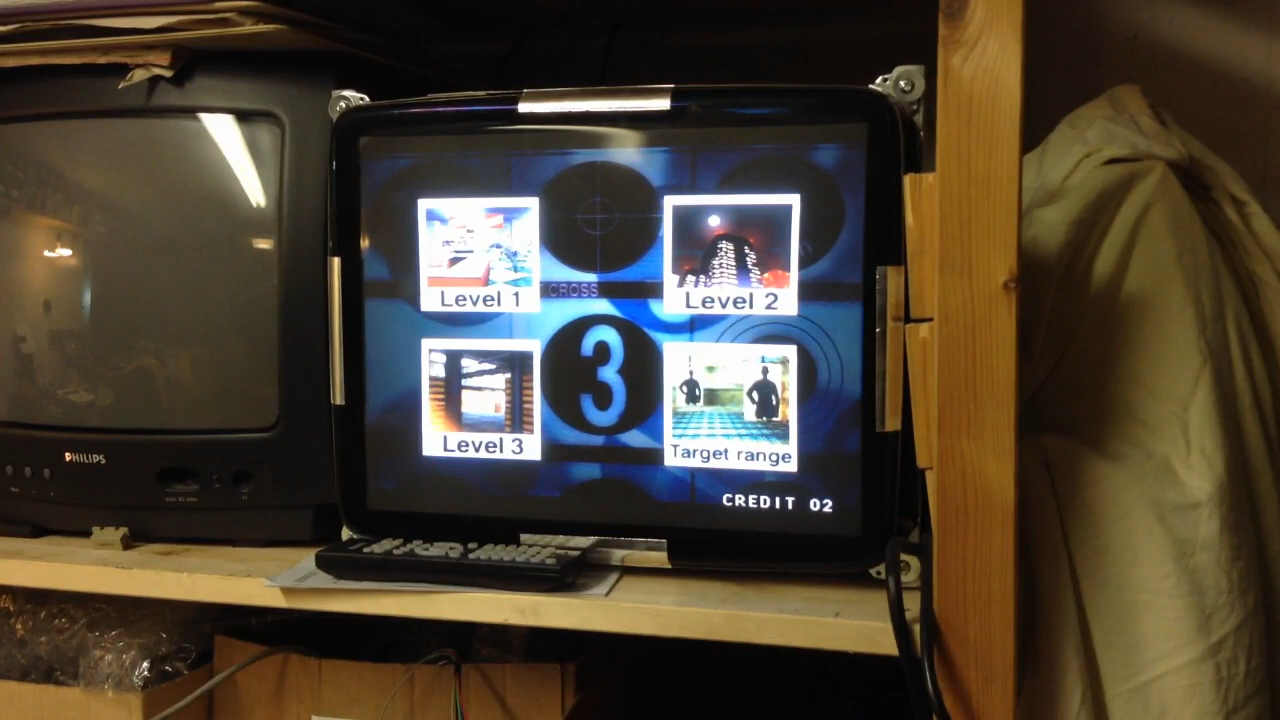 PHILIPS
Level 1
Level 2
CROSS
3
Level 3
Target range
CREDIT 02